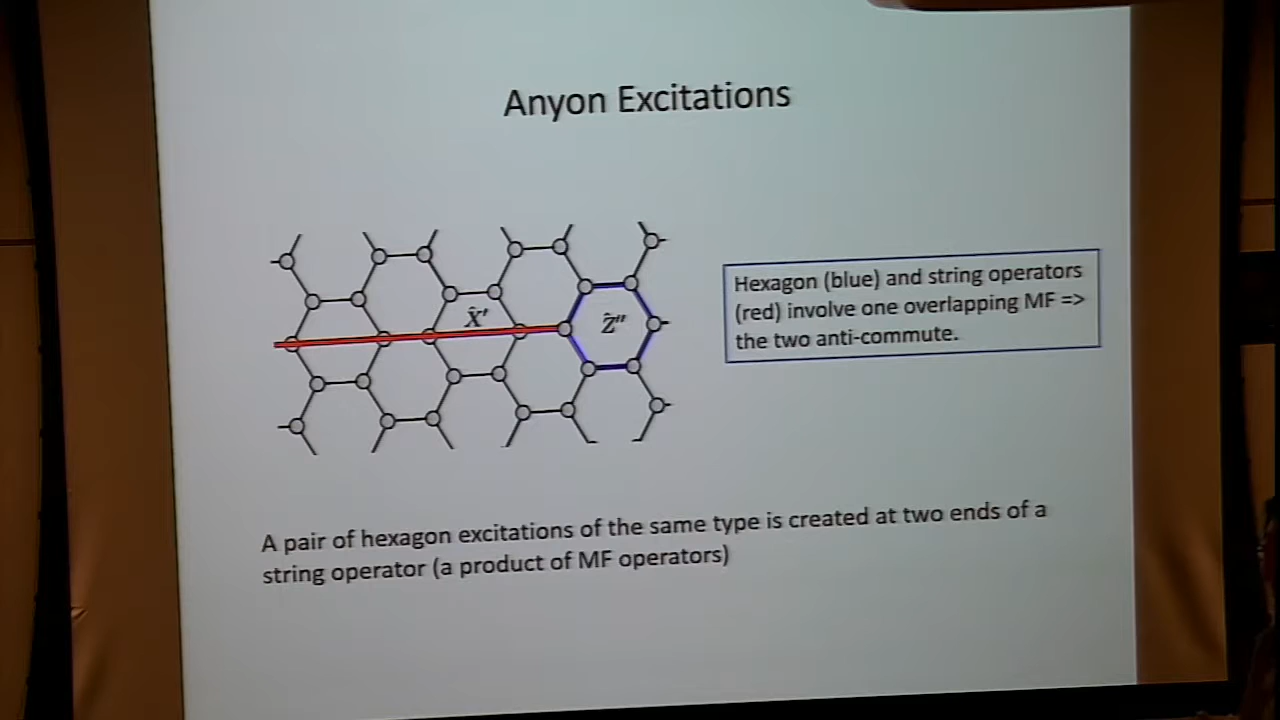 Anyon Excitations
X̂′
Ẑ″
Hexagon (blue) and string operators
(red) involve one overlapping MF =>
the two anti-commute.
A pair of hexagon excitations of the same type is created at two ends of a
string operator (a product of MF operators)